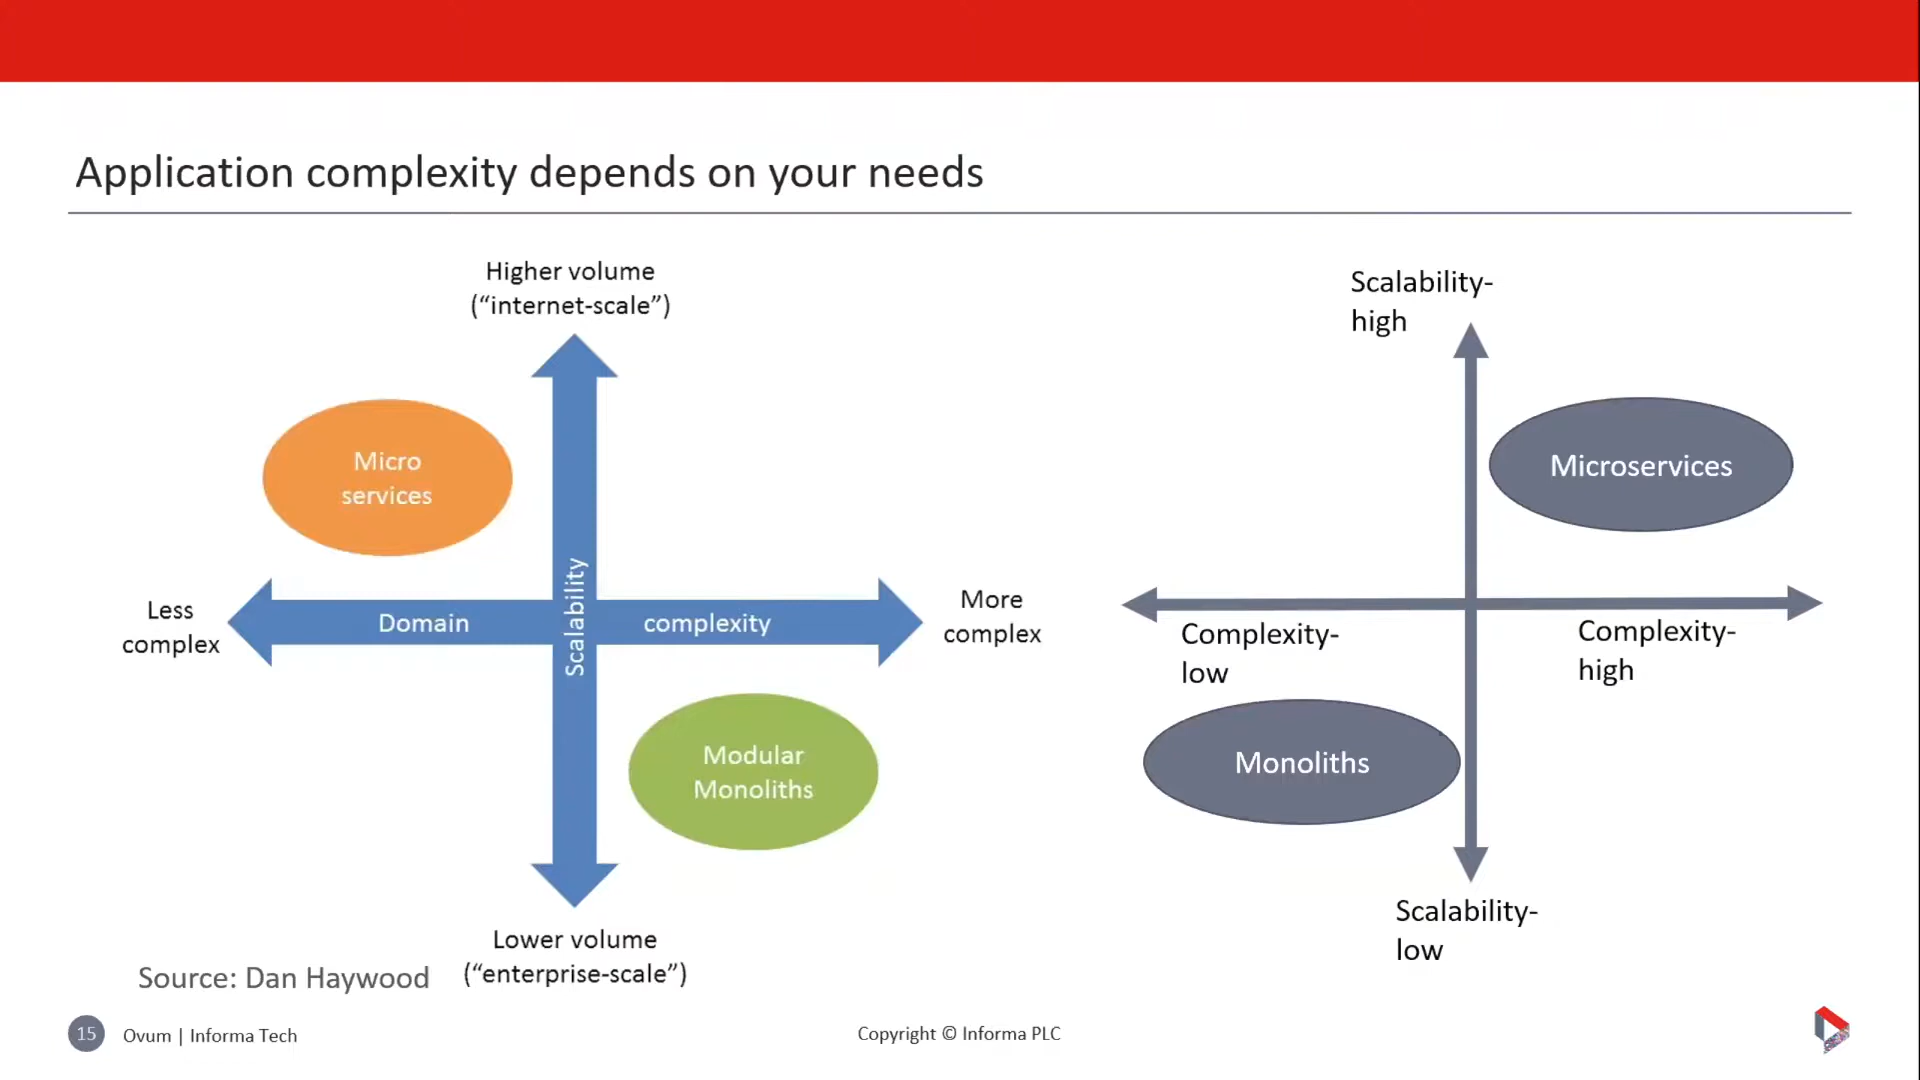 Application complexity depends on your needs
Higher volume
(“internet-scale”)
Micro
services
Less
complex
Domain
Scalability
complexity
More
complex
Modular
Monoliths
Lower volume
(“enterprise-scale”)
Source: Dan Haywood
Scalability-
high
Microservices
Complexity-
low
Complexity-
high
Monoliths
Scalability-
low
15
Ovum | Informa Tech
Copyright © Informa PLC